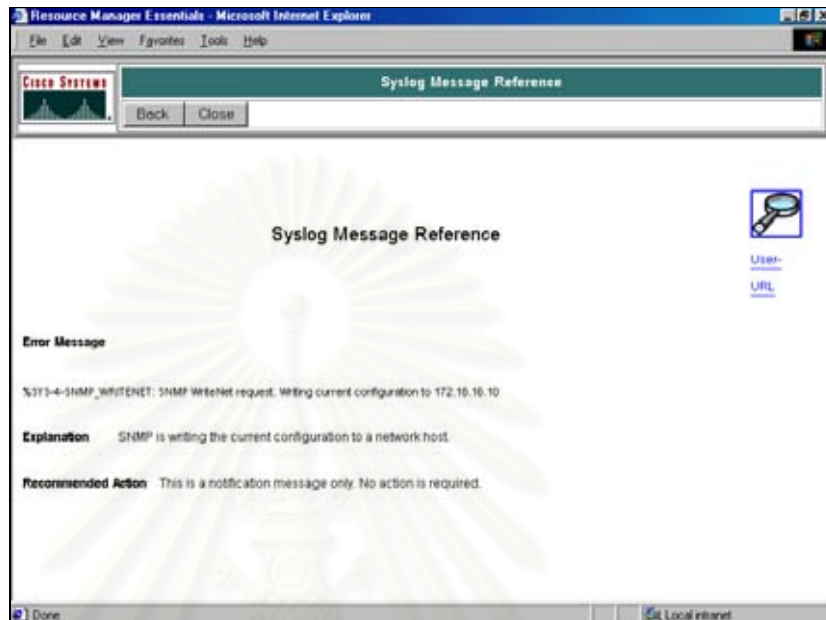 Resource Manager Essentials - Microsoft Internet Explorer
File Edit View Favorites Tools Help
CISCO SYSTEMS
Syslog Message Reference
Back Close
Syslog Message Reference
User-
URL
Error Message
%SYS-4-SNMP_WRITENET: SNMP WriteNet request. Writing current configuration to 172.16.16.10
Explanation SNMP is writing the current configuration to a network host.
Recommended Action This is a notification message only. No action is required.
Done
Local intranet